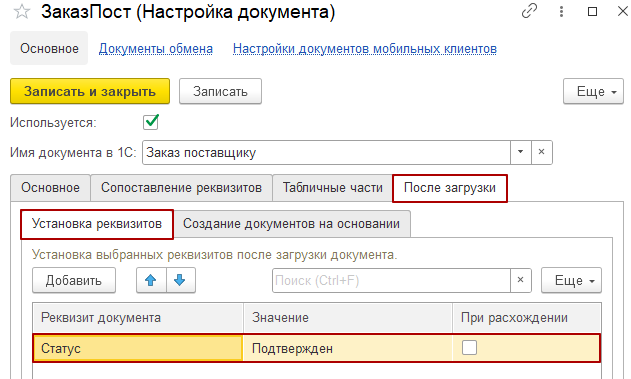 ЗаказПост (Настройка документа)
Основное Документы обмена Настройки документов мобильных клиентов
Записать и закрыть Записать Еще
Используется:
Имя документа в 1С: Заказ поставщику
Основное Сопоставление реквизитов Табличные части После загрузки
Установка реквизитов Создание документов на основании
Установка выбранных реквизитов после загрузки документа.
Добавить Поиск (Ctrl+F) Еще
Реквизит документа Значение При расхождении
Статус Подтвержден